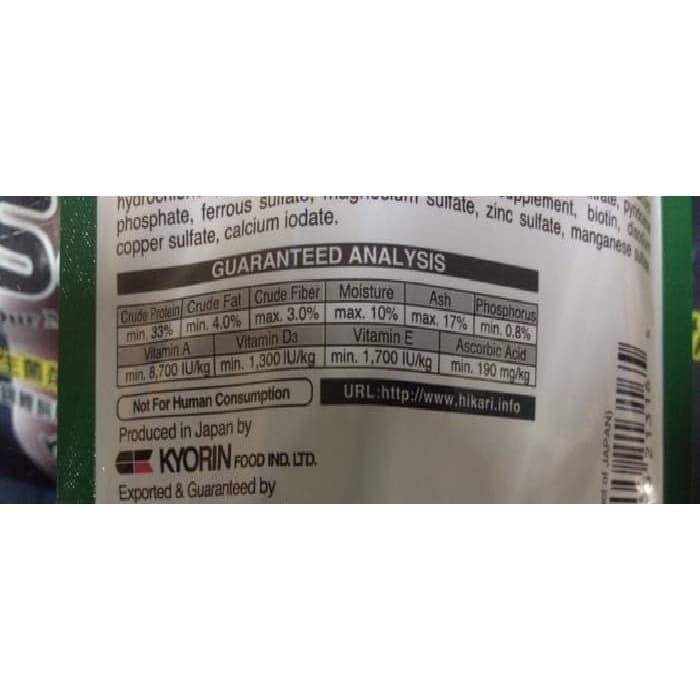 phosphate, ferrous sulfate, magnesium sulfate, zinc sulfate, manganese
supplement, biotin,
copper sulfate, calcium iodate.
GUARANTEED ANALYSIS
Crude Protein Crude Fat Crude Fiber Moisture Ash Phosphorus
min. 33% min. 4.0% max. 3.0% max. 10% max. 17% min. 0.8%
Vitamin A Vitamin D3 Vitamin E Ascorbic Acid
min. 8,700 IU/kg min. 1,300 IU/kg min. 1,700 IU/kg min. 190 mg/kg
Not For Human Consumption URL:http://www.hikari.info
Produced in Japan by
KYORIN FOOD IND. LTD.
Exported & Guaranteed by
of JAPAN)